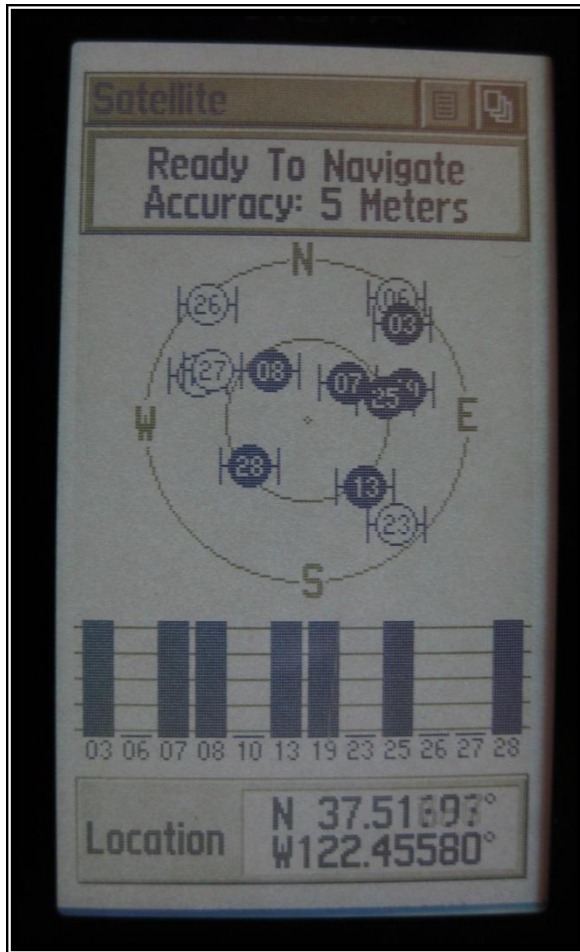 Satellite
Ready To Navigate
Accuracy: 5 Meters
N
26
06
03
27
08
07
25
W
E
28
13
23
S
03 06 07 08 10 13 19 23 25 26 27 28
Location
N
W122.45580°